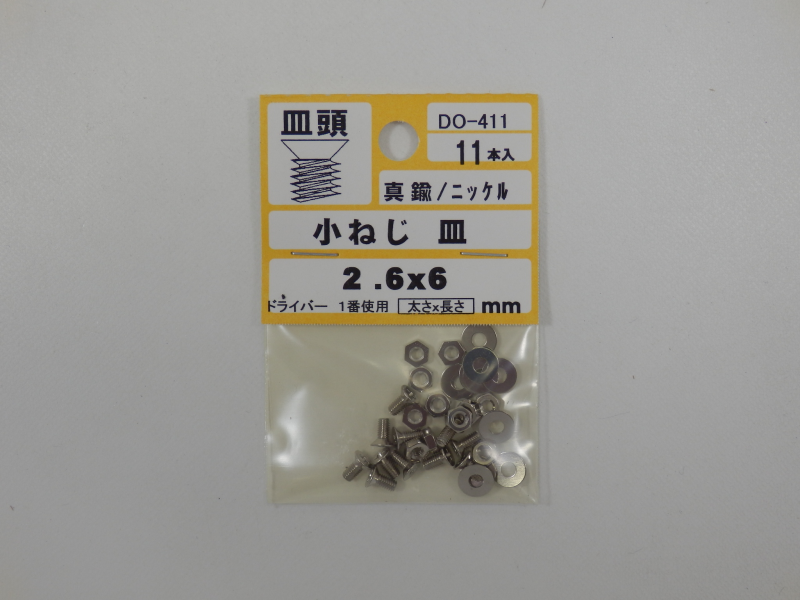 皿頭
DO-411
11本入
真鍮/ニッケル
小ねじ 皿
2.6x6
ドライバー 1番使用 太さx長さ mm